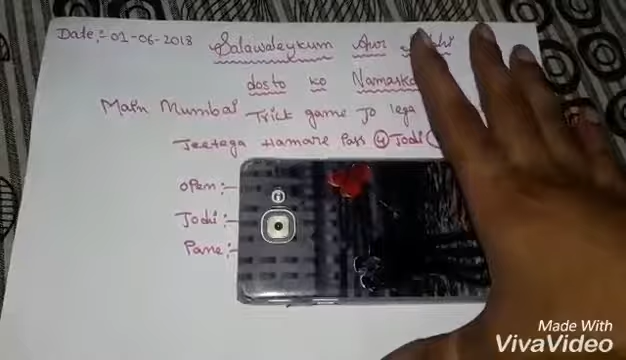 Date:- 01-06-2018
Salawaleykum Aur
dosto ko Namaska
Main Mumbai Trick game Jo lega
Jeetega Hamare Pass 4 Jodi
Open:-
Jodi:-
Pane:-
Made With
VivaVideo